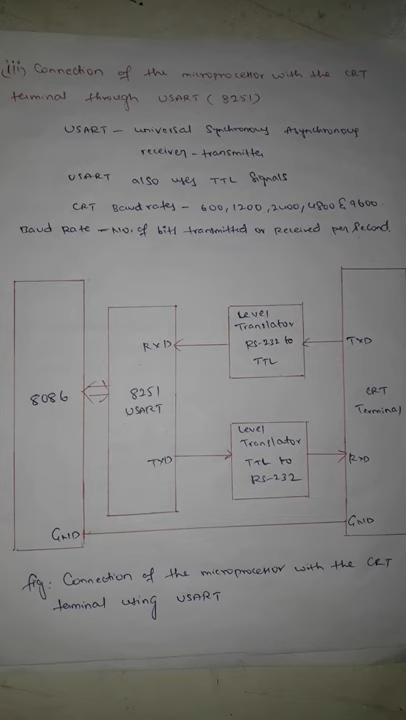 (iii) Connection of the microprocessor with the CRT
terminal through USART (8251)
USART - universal Synchronous Asynchronous
receiver - transmitter
USART also uses TTL Signals
CRT Baud rates - 600, 1200, 2400, 4800 & 9600
Baud Rate - No. of bits transmitted or Received per Second.
8086
GND
RXD
8251
USART
TXD
Level
Translator
RS-232 to
TTL
Level
Translator
TTL to
RS-232
TXD
CRT
Terminal
RXD
GND
fig: Connection of the microprocessor with the CRT
terminal using USART